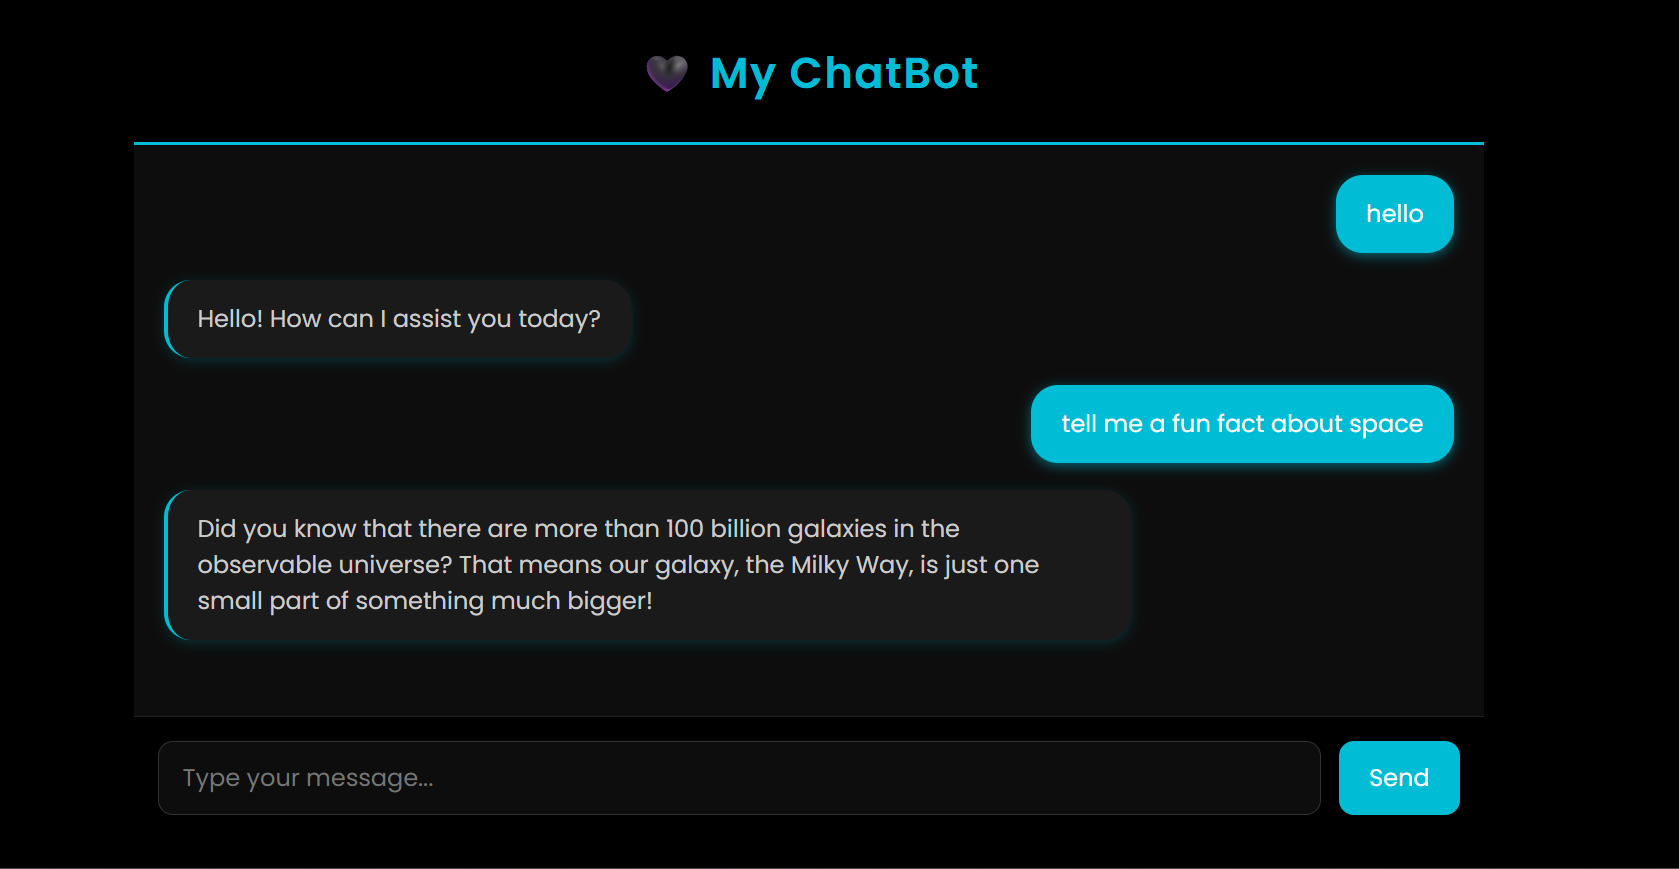 My ChatBot
hello
Hello! How can I assist you today?
tell me a fun fact about space
Did you know that there are more than 100 billion galaxies in the
observable universe? That means our galaxy, the Milky Way, is just one
small part of something much bigger!
Type your message...
Send